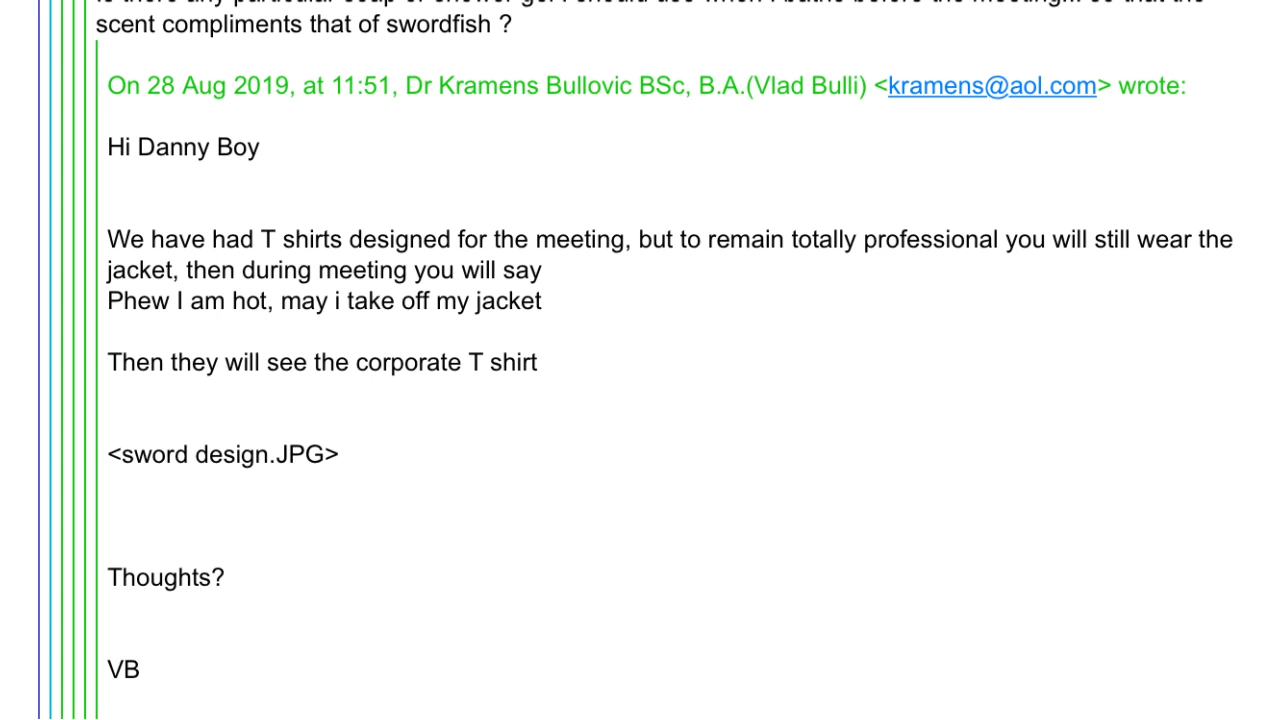 scent compliments that of swordfish ?
On 28 Aug 2019, at 11:51, Dr Kramens Bullovic BSc, B.A.(Vlad Bulli) <kramens@aol.com> wrote:
Hi Danny Boy
We have had T shirts designed for the meeting, but to remain totally professional you will still wear the
jacket, then during meeting you will say
Phew I am hot, may i take off my jacket
Then they will see the corporate T shirt
<sword design.JPG>
Thoughts?
VB